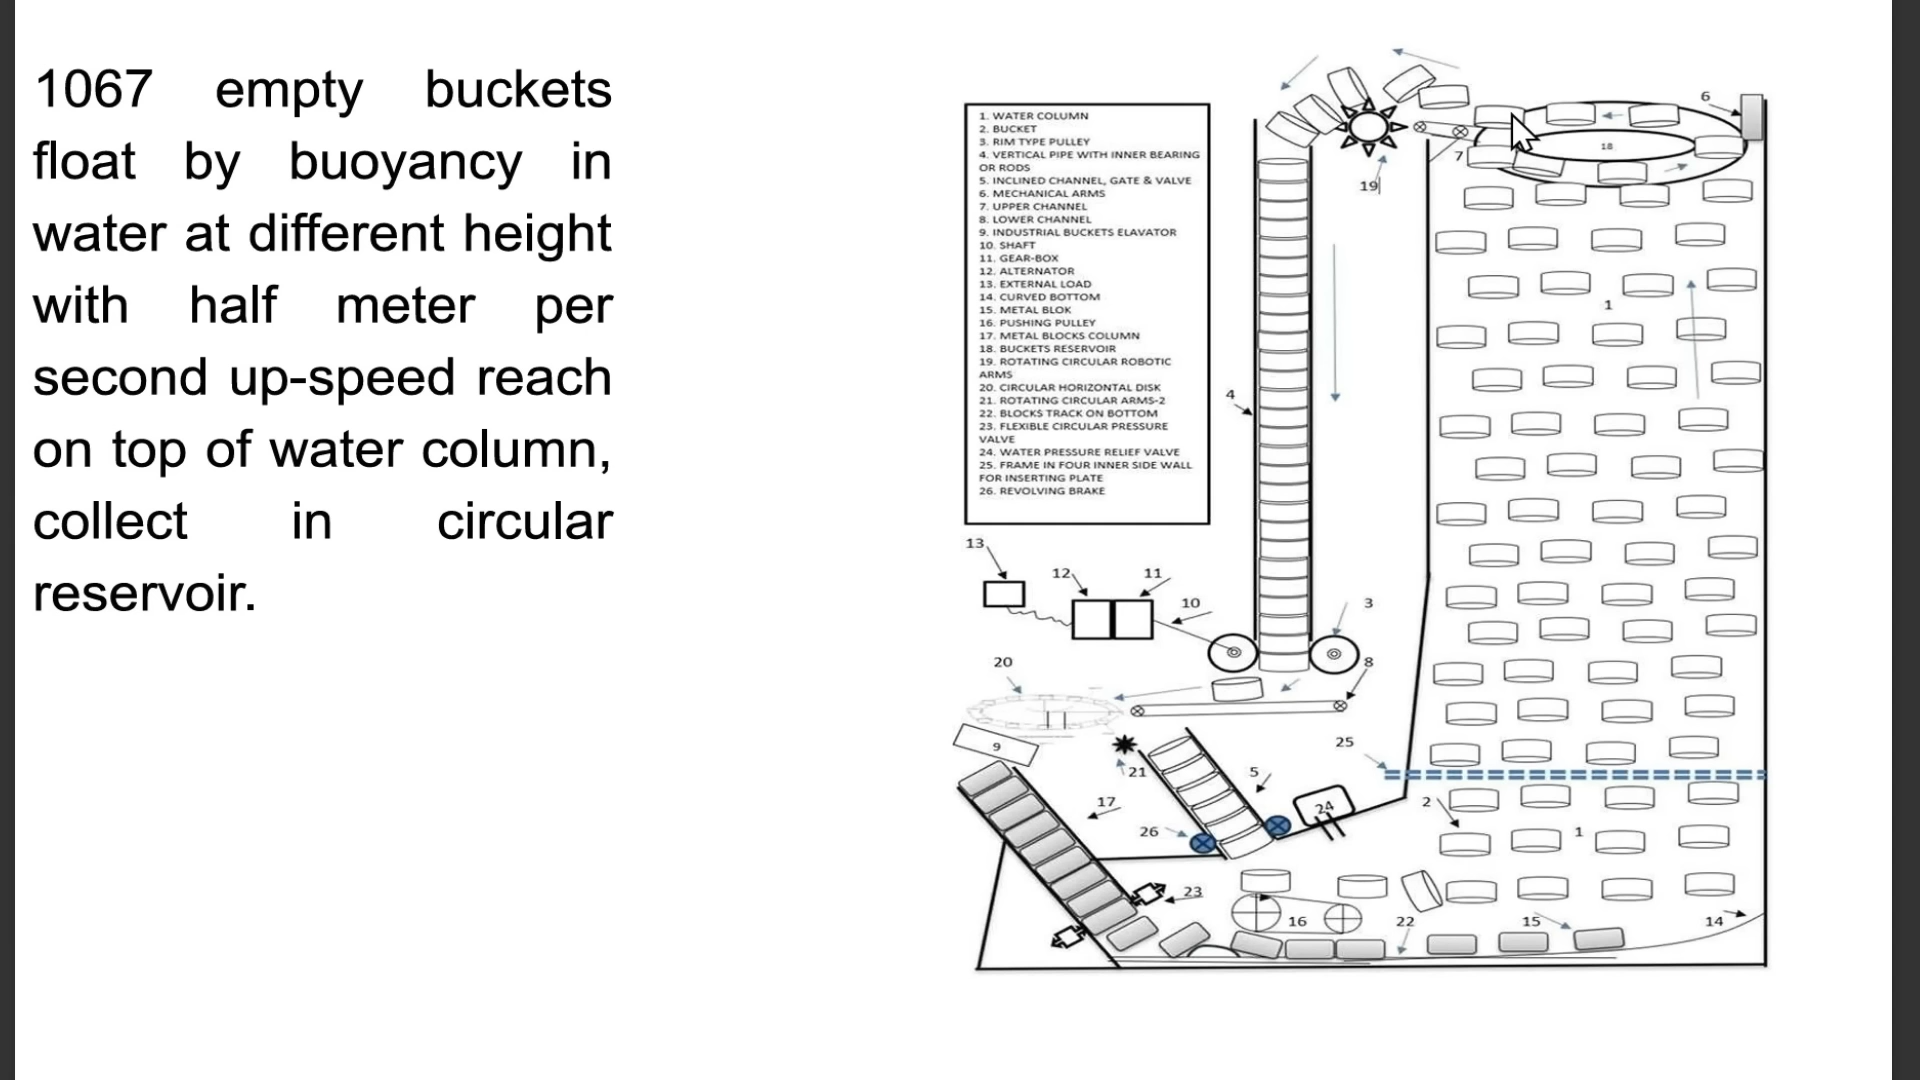 1067 empty buckets
float by buoyancy in
water at different height
with half meter per
second up-speed reach
on top of water column,
collect in circular
reservoir.
1. WATER COLUMN
2. BUCKET
3. RIM TYPE PULLEY
4. VERTICAL PIPE WITH INNER BEARING
OR RODS
5. INCLINED CHANNEL, GATE & VALVE
6. MECHANICAL ARMS
7. UPPER CHANNEL
8. LOWER CHANNEL
9. INDUSTRIAL BUCKETS ELAVATOR
10. SHAFT
11. GEAR-BOX
12. ALTERNATOR
13. EXTERNAL LOAD
14. CURVED BOTTOM
15. METAL BLOK
16. PUSHING PULLEY
17. METAL BLOCKS COLUMN
18. BUCKETS RESERVOIR
19. ROTATING CIRCULAR ROBOTIC
ARMS
20. CIRCULAR HORIZONTAL DISK
21. ROTATING CIRCULAR ARMS-2
22. BLOCKS TRACK ON BOTTOM
23. FLEXIBLE CIRCULAR PRESSURE
VALVE
24. WATER PRESSURE RELIEF VALVE
25. FRAME IN FOUR INNER SIDE WALL
FOR INSERTING PLATE
26. REVOLVING BRAKE
6
18
7
19
1
4
13
12
11
10
3
20
8
9
25
21
5
17
24
2
26
1
23
16
22
15
14